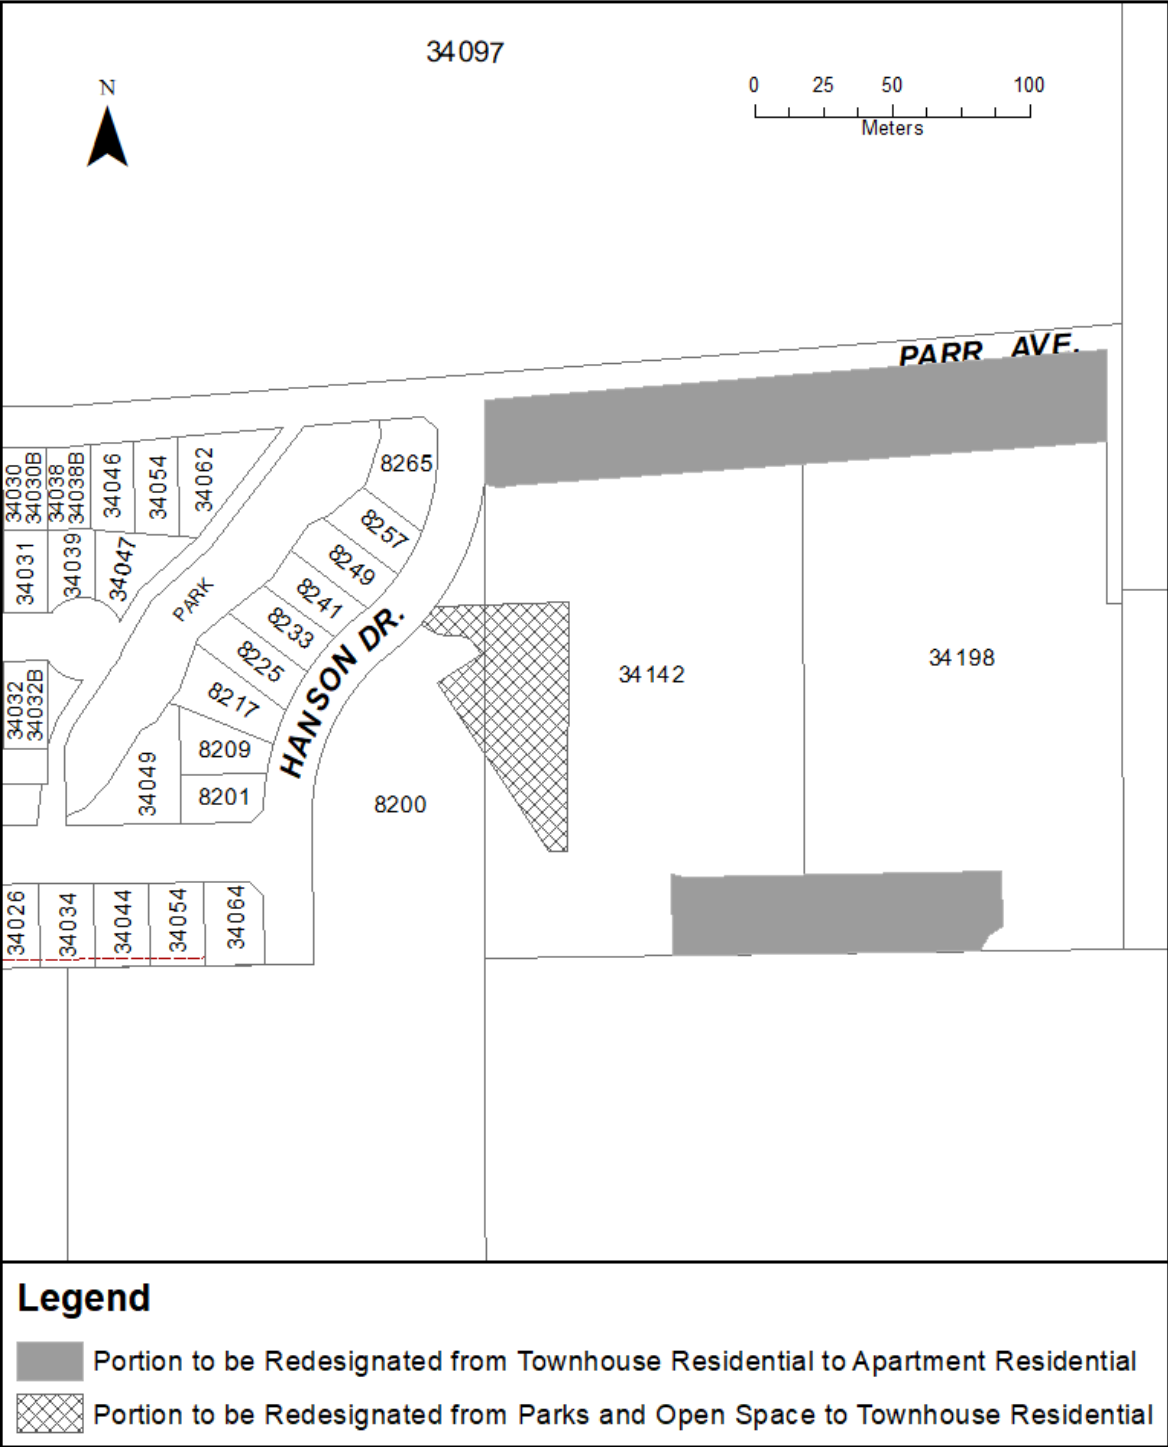 34097
N
0 25 50 100
Meters
PARR AVE.
34030
34030B
34038
34038B
34046
34054
34062
8265
8257
34031
34039
34047
8249
8241
PARK
8233
HANSON DR.
8225
34142
34198
34032
34032B
8217
8209
34049
8201
8200
34026
34034
34044
34054
34064
Legend
Portion to be Redesignated from Townhouse Residential to Apartment Residential
Portion to be Redesignated from Parks and Open Space to Townhouse Residential